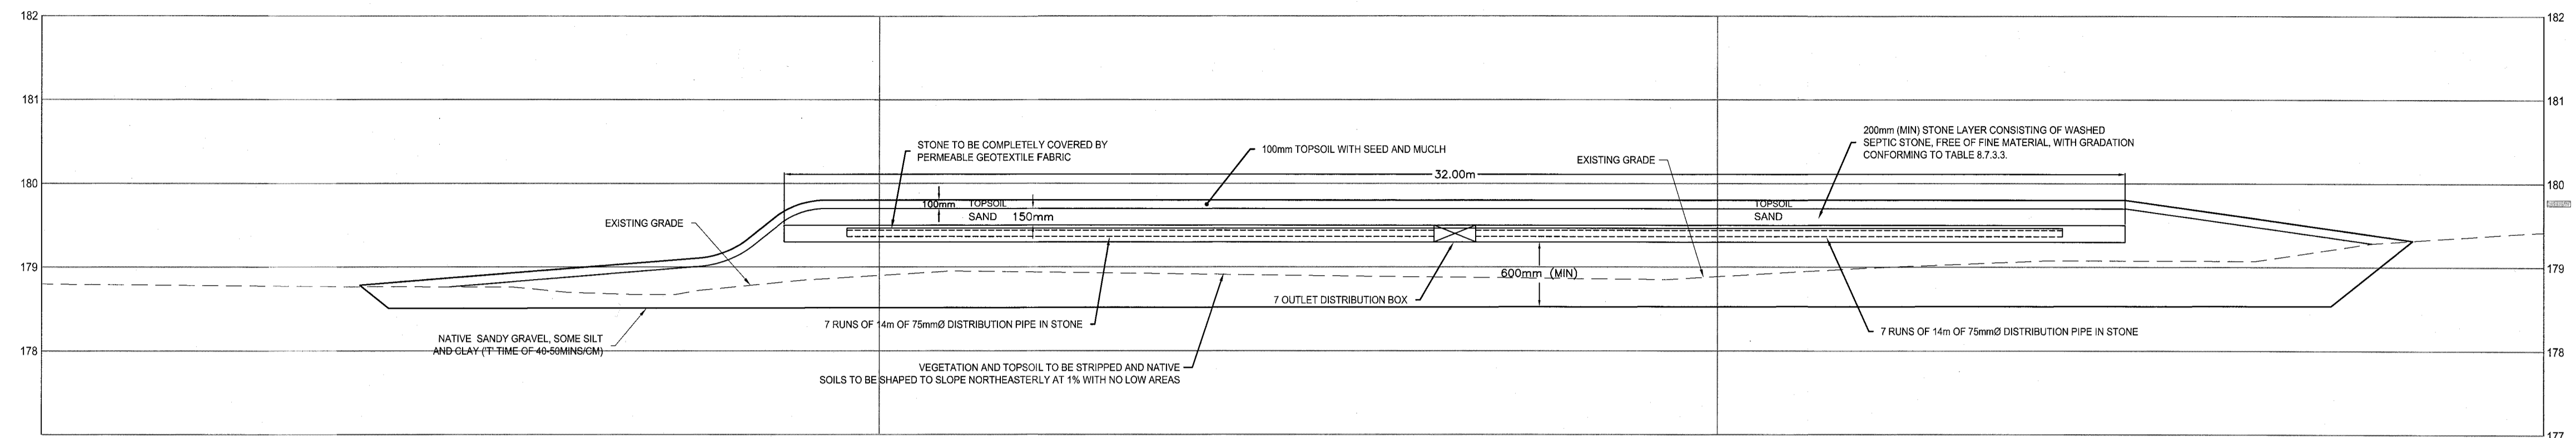 182
182
181
181
200mm (MIN) STONE LAYER CONSISTING OF WASHED
SEPTIC STONE, FREE OF FINE MATERIAL, WITH GRADATION
CONFORMING TO TABLE 8.7.3.3.
STONE TO BE COMPLETELY COVERED BY
PERMEABLE GEOTEXTILE FABRIC
100mm TOPSOIL WITH SEED AND MUCLH
EXISTING GRADE
32.00m
180
180
100mm
TOPSOIL
TOPSOIL
SAND
150mm
SAND
EXISTING GRADE
179
179
600mm (MIN)
7 OUTLET DISTRIBUTION BOX
7 RUNS OF 14m OF 75mmØ DISTRIBUTION PIPE IN STONE
7 RUNS OF 14m OF 75mmØ DISTRIBUTION PIPE IN STONE
NATIVE SANDY GRAVEL, SOME SILT
AND CLAY ('T' TIME OF 40-50MINS/CM)
178
178
VEGETATION AND TOPSOIL TO BE STRIPPED AND NATIVE
SOILS TO BE SHAPED TO SLOPE NORTHEASTERLY AT 1% WITH NO LOW AREAS
177